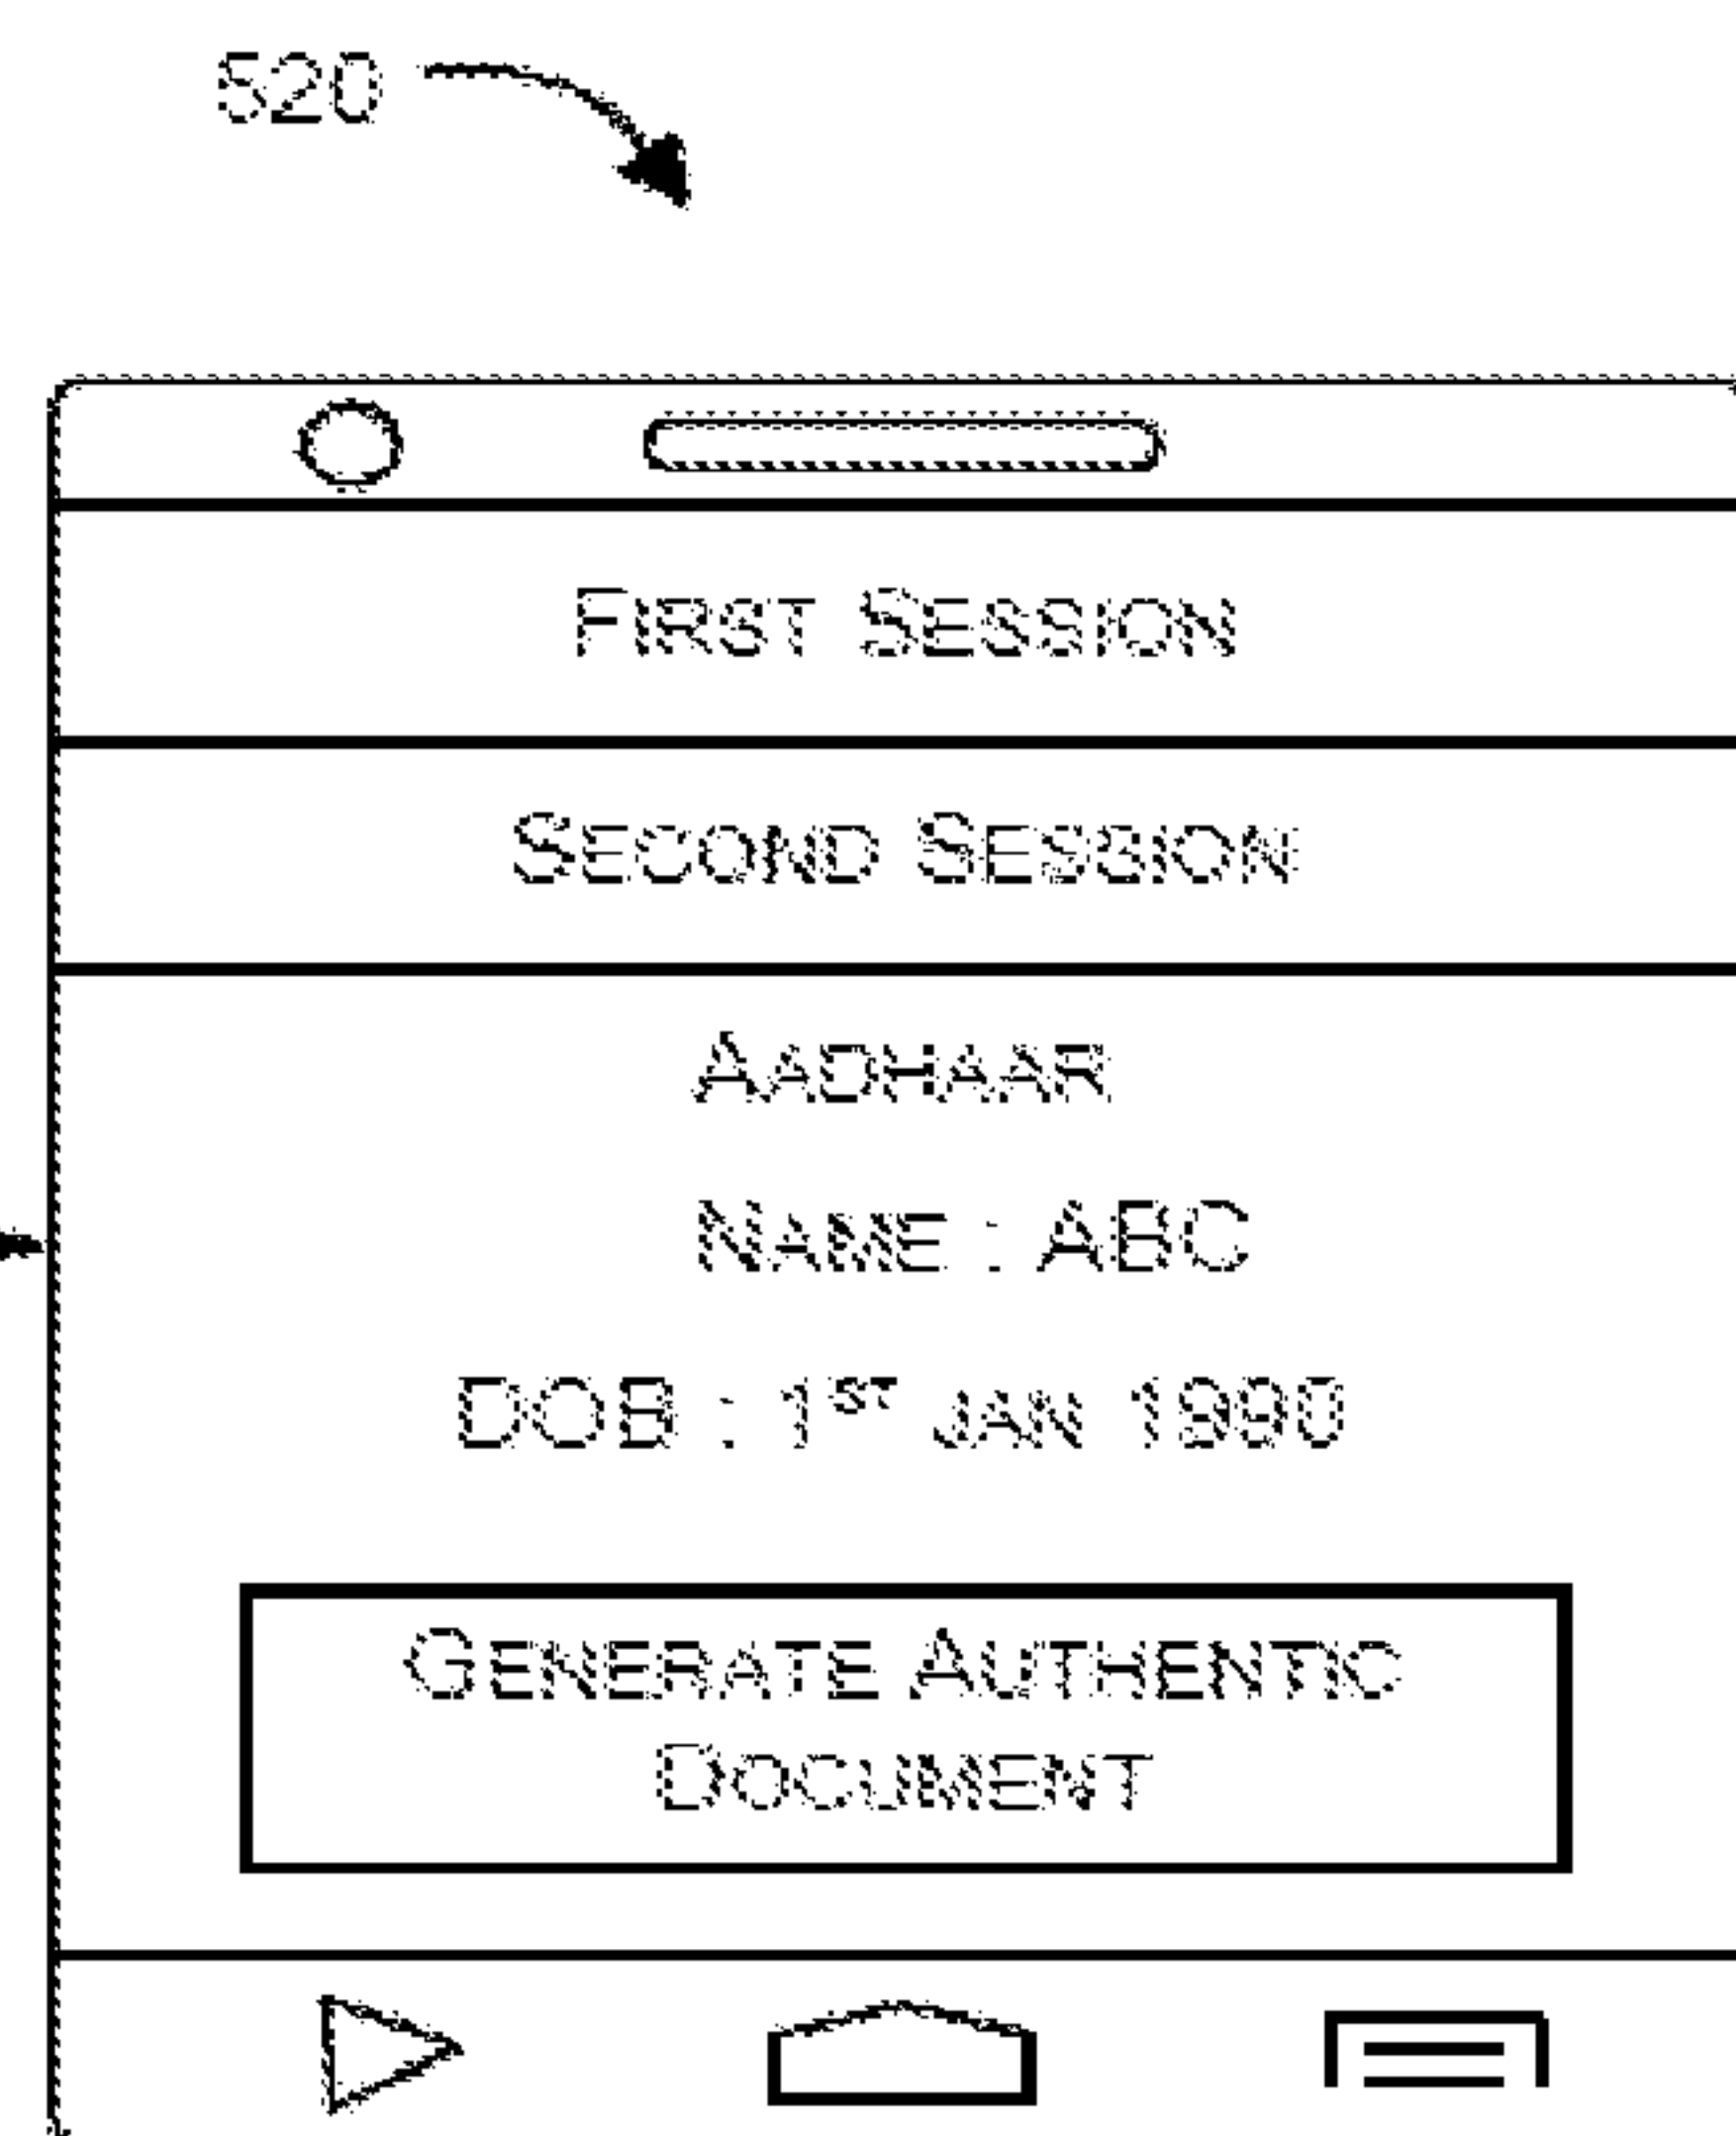 520
FIRST SESSION
SECOND SESSION
AADHAAR
NAME : ABC
DOB : 1ST JAN 1990
GENERATE AUTHENTIC
DOCUMENT